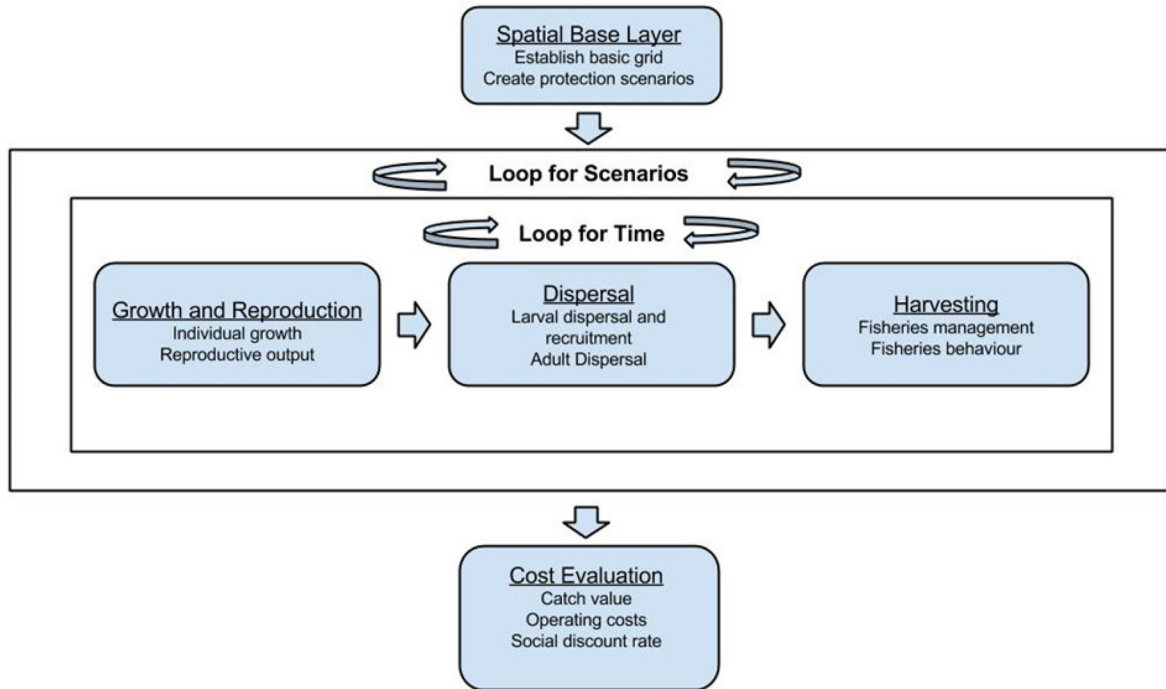 Spatial Base Layer
Establish basic grid
Create protection scenarios
Loop for Scenarios
Loop for Time
Growth and Reproduction
Individual growth
Reproductive output
Dispersal
Larval dispersal and
recruitment
Adult Dispersal
Harvesting
Fisheries management
Fisheries behaviour
Cost Evaluation
Catch value
Operating costs
Social discount rate